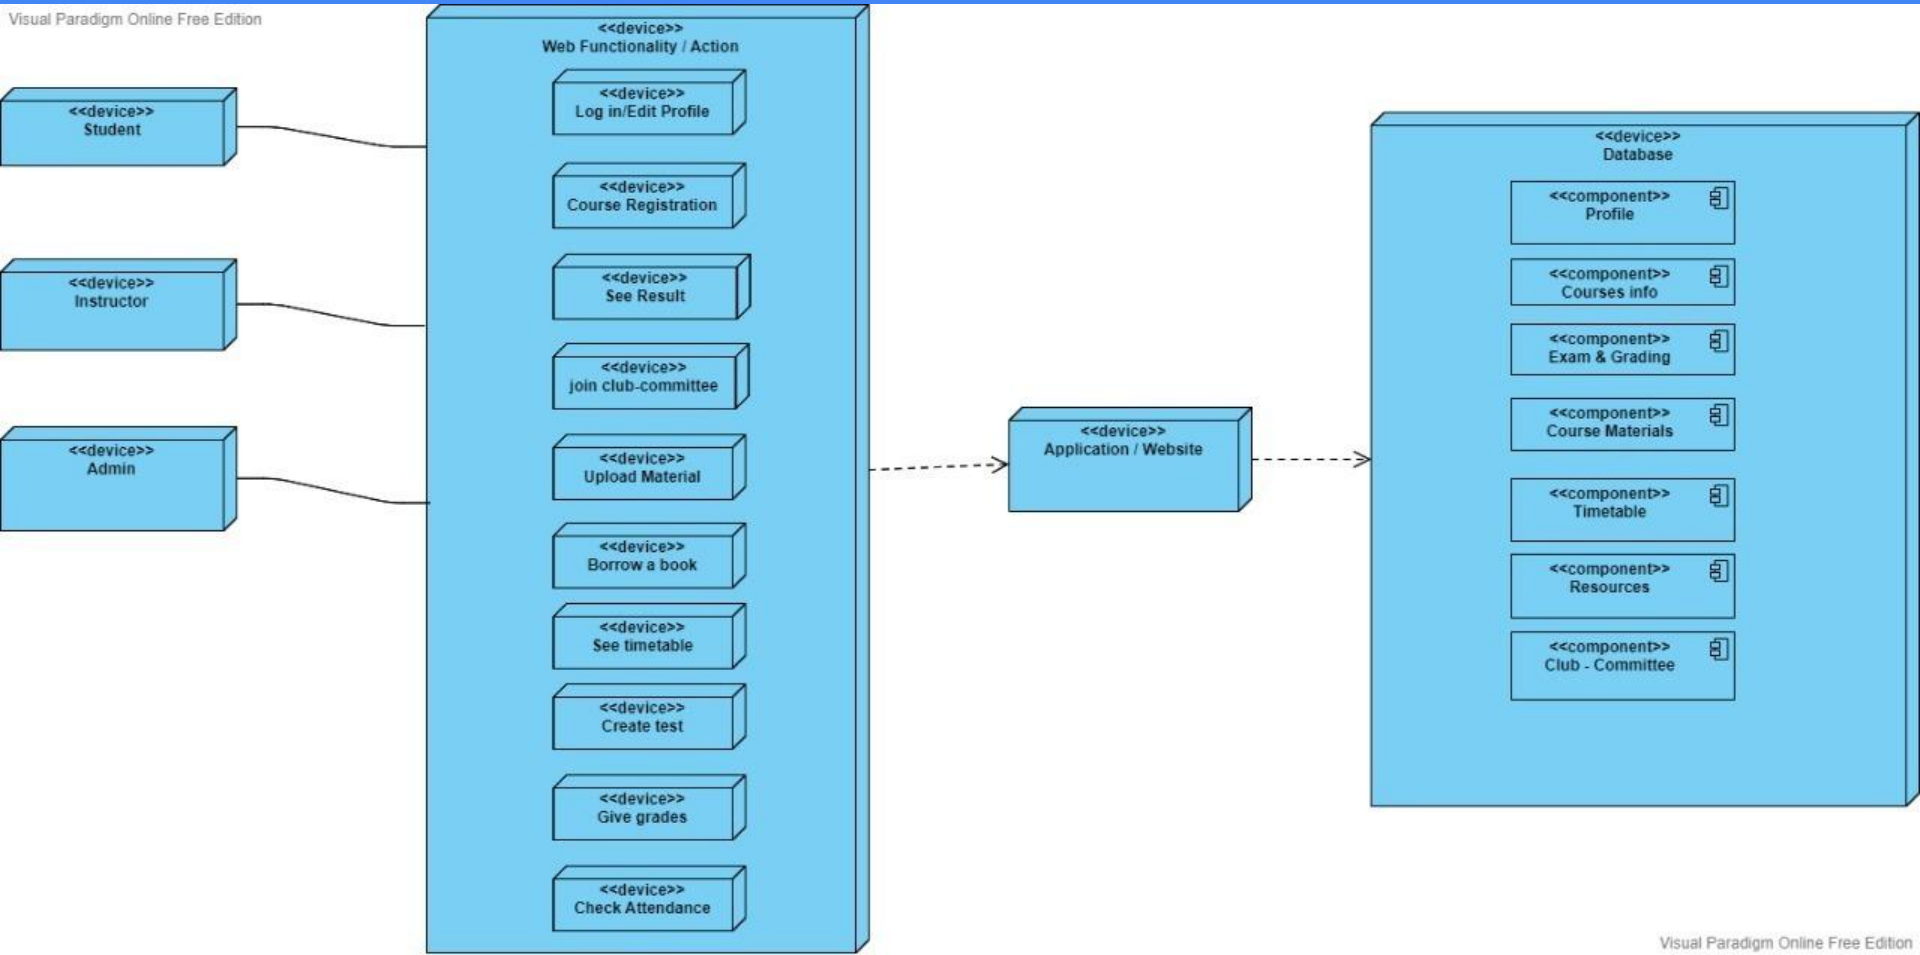 Visual Paradigm Online Free Edition
<<device>>
Student
<<device>>
Instructor
<<device>>
Admin
<<device>>
Web Functionality / Action
<<device>>
Log in/Edit Profile
<<device>>
Course Registration
<<device>>
See Result
<<device>>
join club-committee
<<device>>
Upload Material
<<device>>
Borrow a book
<<device>>
See timetable
<<device>>
Create test
<<device>>
Give grades
<<device>>
Check Attendance
<<device>>
Application / Website
<<device>>
Database
<<component>>
Profile
<<component>>
Courses info
<<component>>
Exam & Grading
<<component>>
Course Materials
<<component>>
Timetable
<<component>>
Resources
<<component>>
Club - Committee
Visual Paradigm Online Free Edition